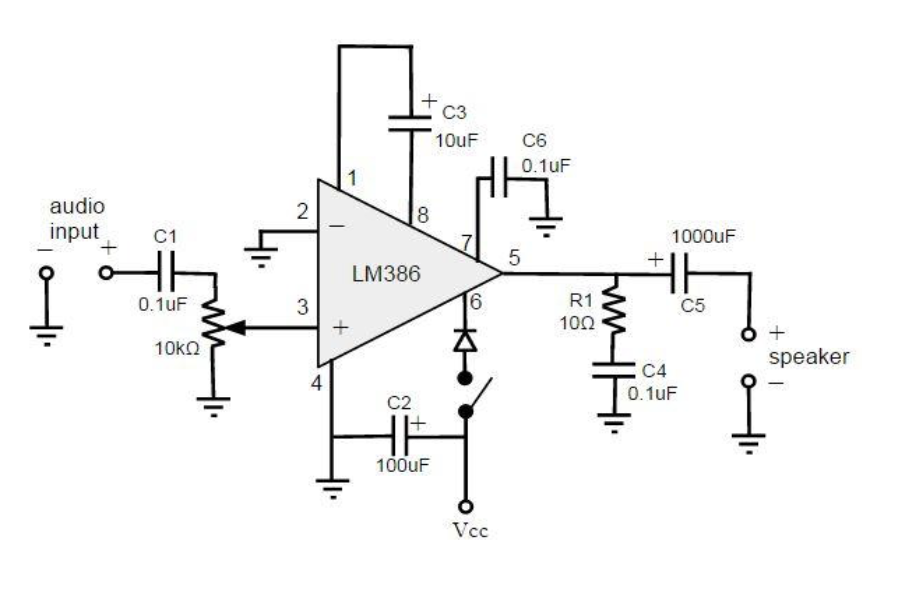 +
C3
10uF
C6
0.1uF
1
audio
input
−
+
C1
0.1uF
10kΩ
2
−
8
7
5
LM386
3
+
6
4
1000uF
+
C5
R1
10Ω
C4
0.1uF
+
speaker
−
C2
+
100uF
Vcc